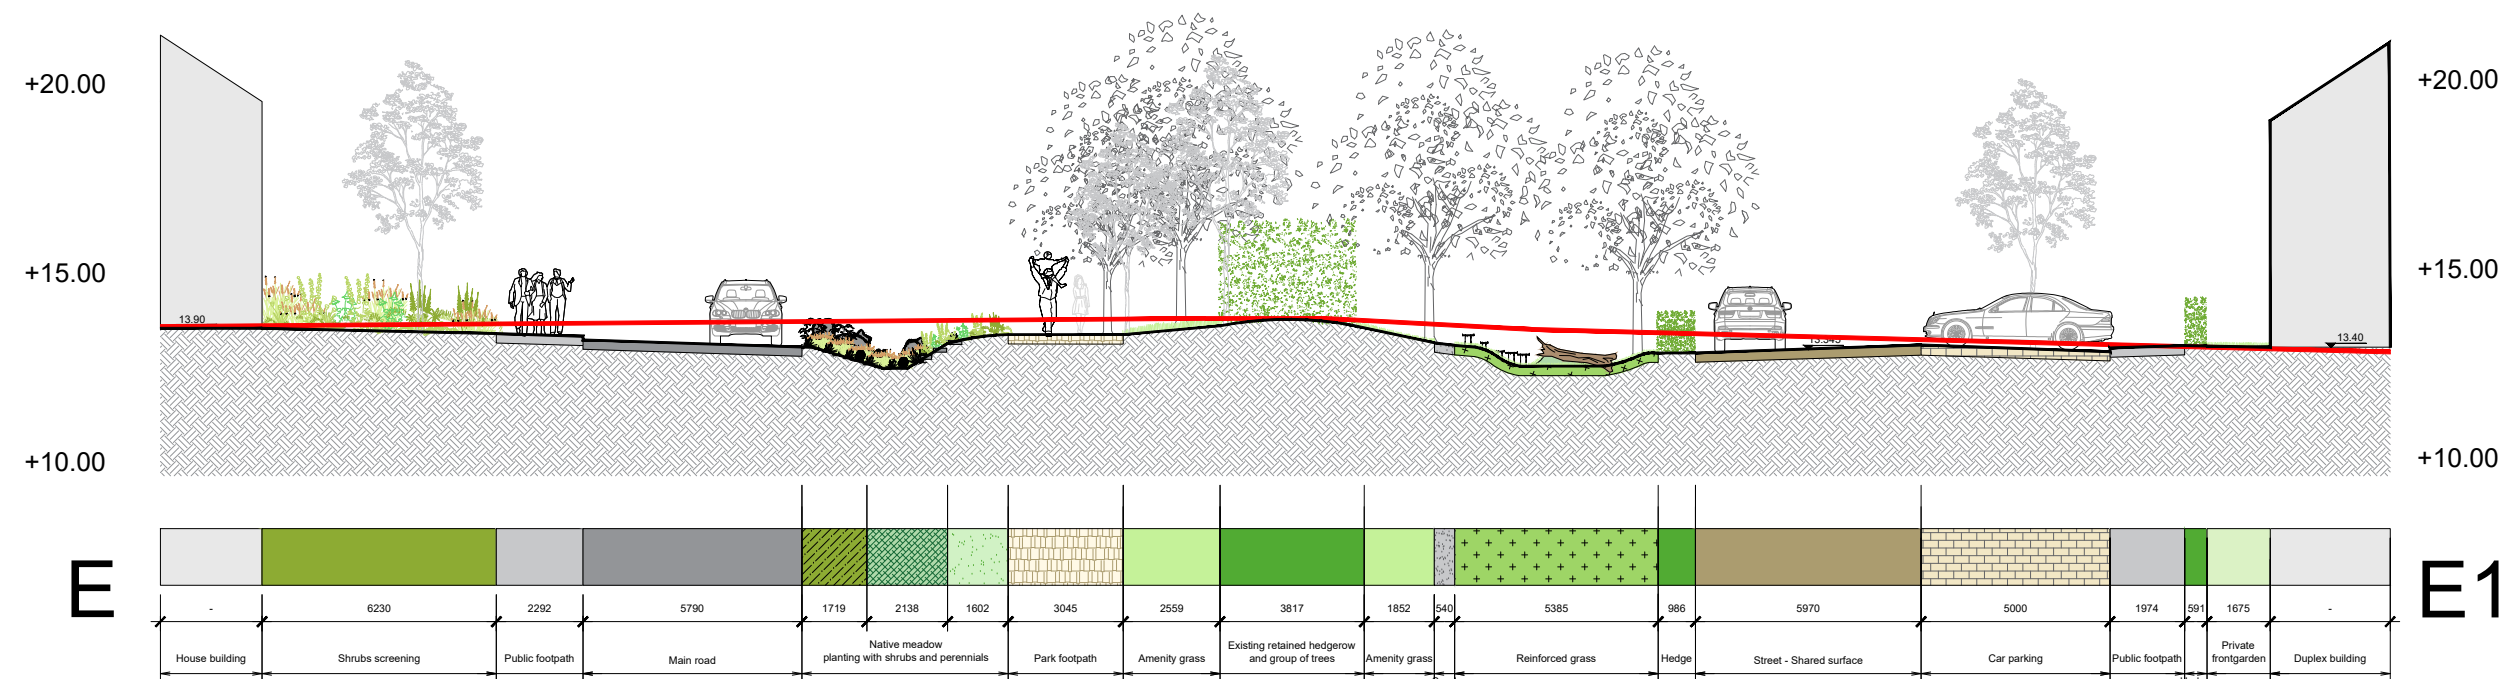 +20.00
+20.00
+15.00
+15.00
13.90
13.345
13.40
+10.00
+10.00
E
E1
- 6230 2292 5790 1719 2138 1602 3045 2559 3817 1852 540 5385 986 5970 5000 1974 591 1675 -
House building
Shrubs screening
Public footpath
Main road
Native meadow
planting with shrubs and perennials
Park footpath
Amenity grass
Existing retained hedgerow
and group of trees
Amenity grass
Reinforced grass
Hedge
Street - Shared surface
Car parking
Public footpath
Private
frontgarden
Duplex building